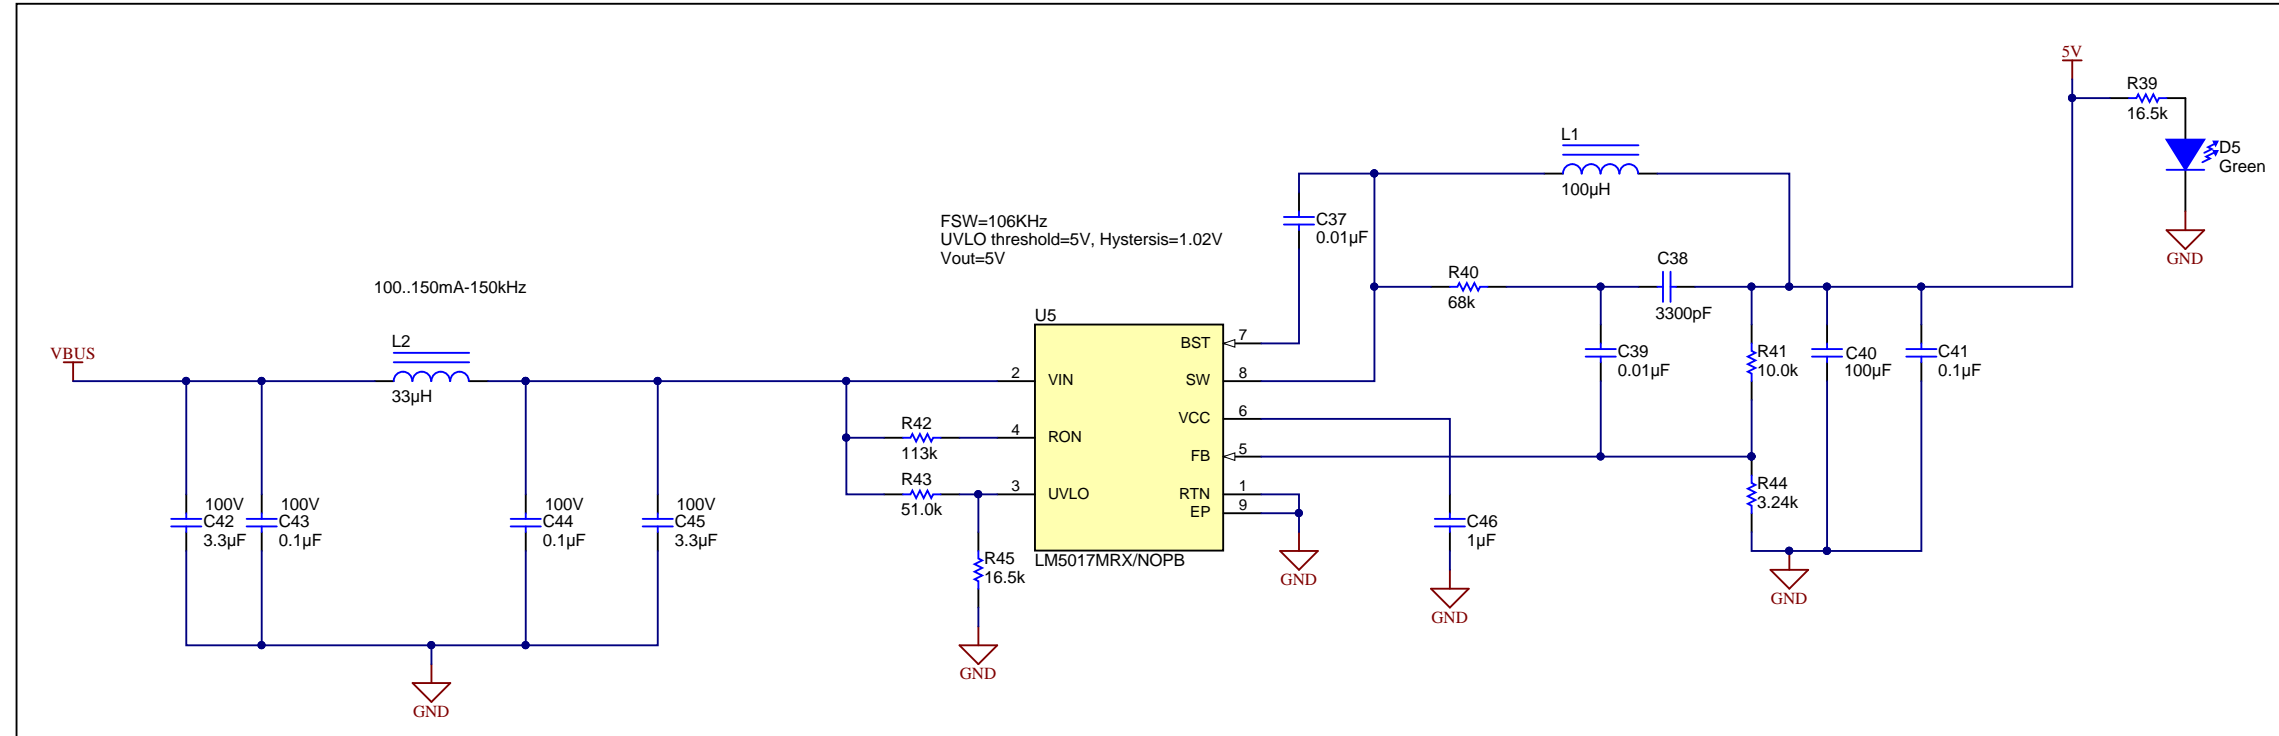 5V
R39
16.5k
D5
Green
L1
100µH
FSW=106KHz
UVLO threshold=5V, Hystersis=1.02V
Vout=5V
C37
0.01µF
100..150mA-150kHz
R40
68k
C38
3300pF
GND
VBUS
L2
33µH
U5
BST
7
VIN
2
SW
8
VCC
6
RON
4
FB
5
UVLO
3
RTN
1
EP
9
LM5017MRX/NOPB
R42
113k
R43
51.0k
C39
0.01µF
R41
10.0k
C40
100µF
C41
0.1µF
R44
3.24k
100V
C42
3.3µF
100V
C43
0.1µF
100V
C44
0.1µF
100V
C45
3.3µF
C46
1µF
R45
16.5k
GND
GND
GND
GND
GND